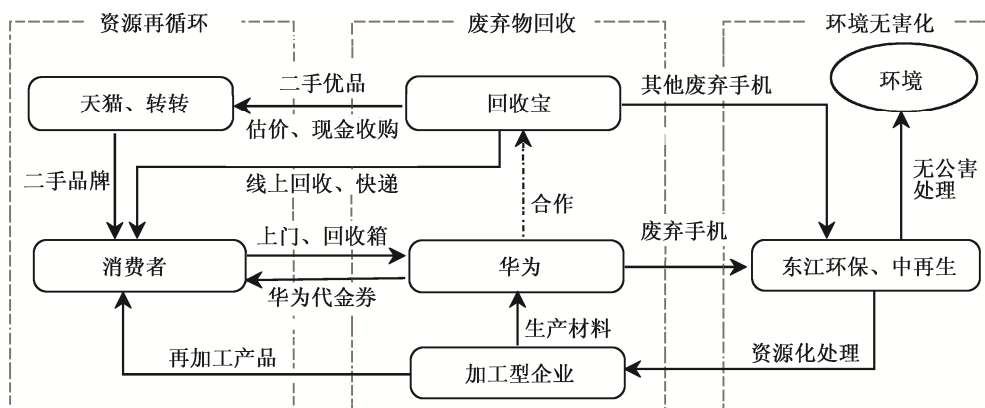 资源再循环
废弃物回收
环境无害化
二手优品
天猫、转转
回收宝
其他废弃手机
环境
估价、现金收购
二手品牌
线上回收、快递
无公害
处理
合作
上门、回收箱
废弃手机
消费者
华为
东江环保、中再生
华为代金券
生产材料
再加工产品
加工型企业
资源化处理